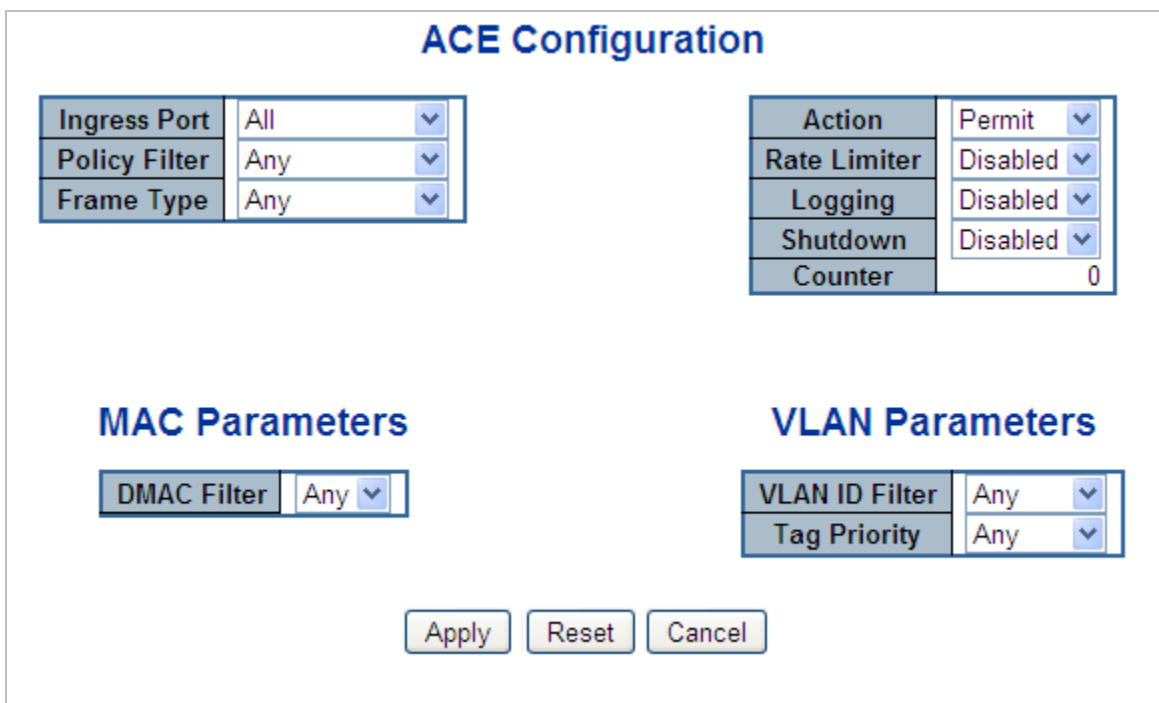 ACE Configuration
Ingress Port All
Policy Filter Any
Frame Type Any
Action Permit
Rate Limiter Disabled
Logging Disabled
Shutdown Disabled
Counter 0
MAC Parameters
DMAC Filter Any
VLAN Parameters
VLAN ID Filter Any
Tag Priority Any
Apply Reset Cancel